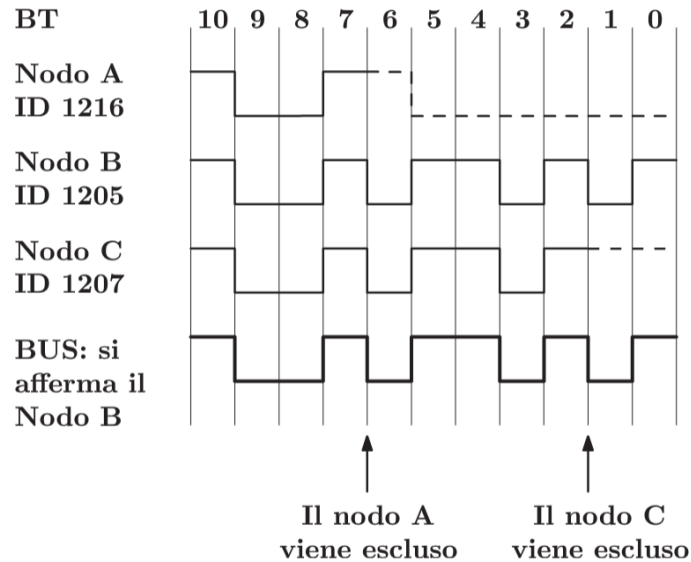 BT 10 9 8 7 6 5 4 3 2 1 0
Nodo A
ID 1216
Nodo B
ID 1205
Nodo C
ID 1207
BUS: si
afferma il
Nodo B
Il nodo A
viene escluso
Il nodo C
viene escluso